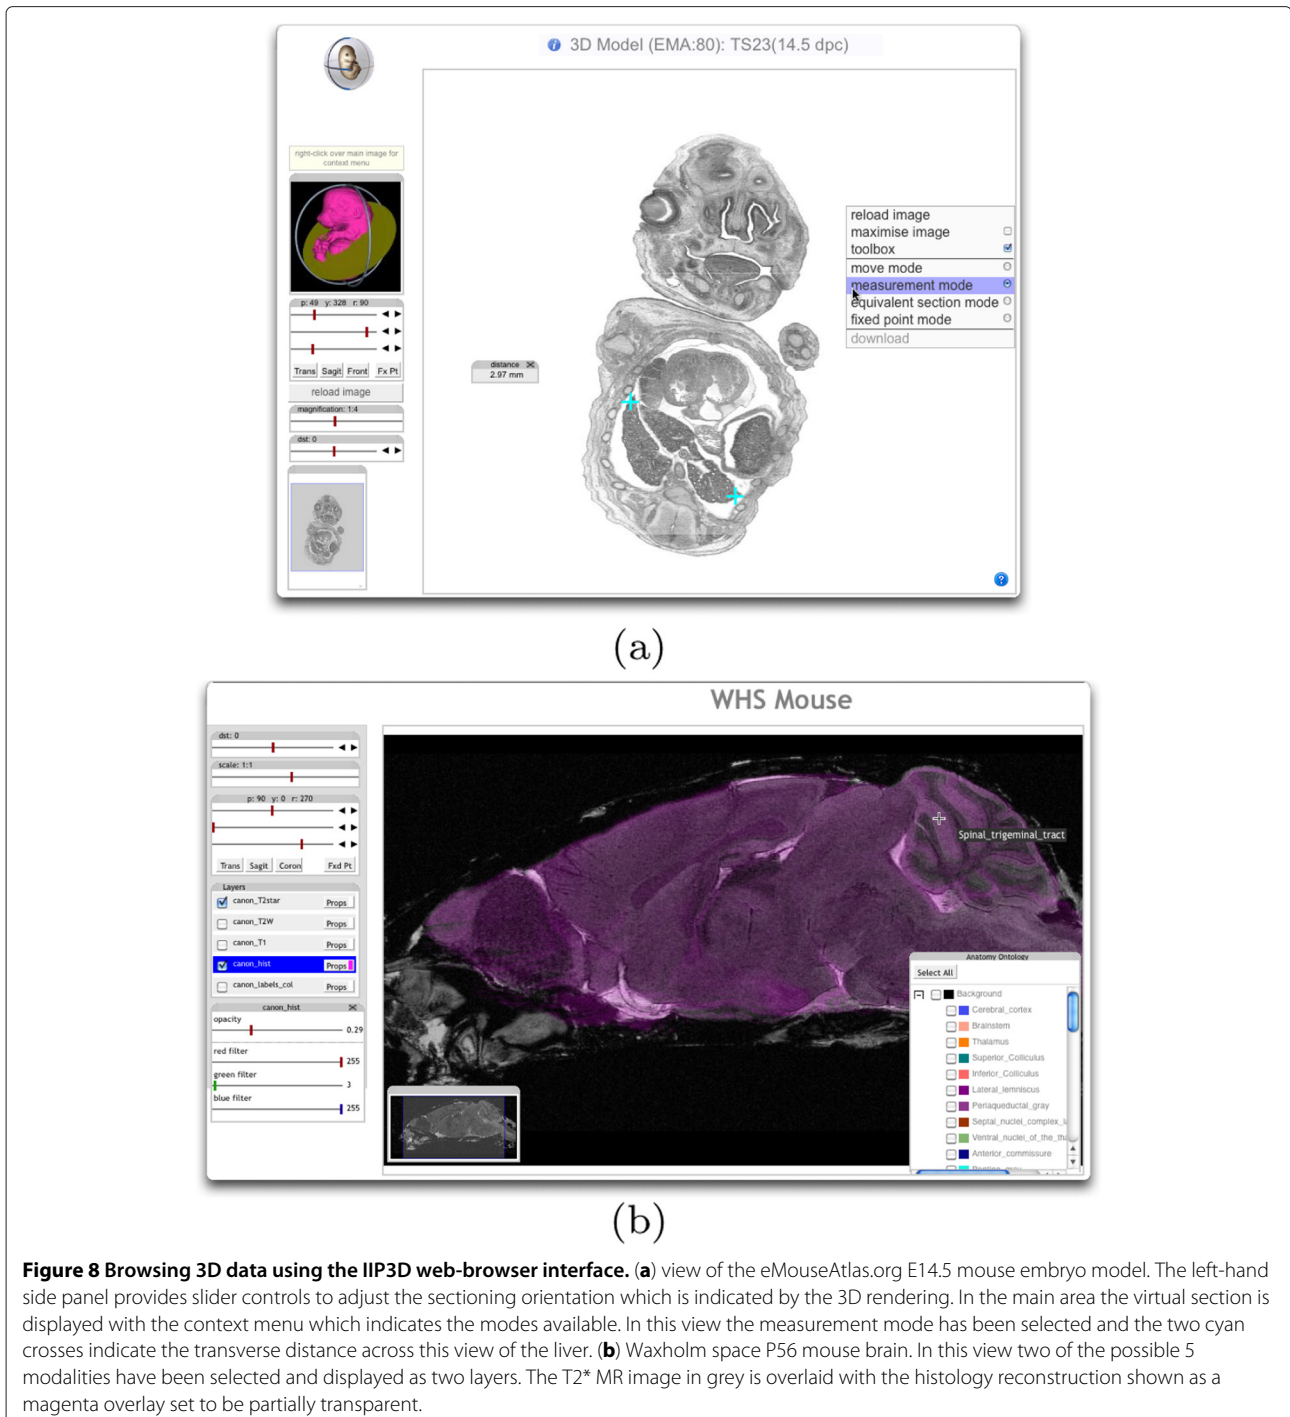 3D Model (EMA:80): TS23(14.5 dpc)
right-click over main image for
context menu
p: 49 y: 328 r: 90
Trans Sagit Front Fx Pt
reload image
magnification: 1:4
dst: 0
distance
2.97 mm
reload image
maximise image
toolbox
move mode
measurement mode
equivalent section mode
fixed point mode
download
?
(a)
WHS Mouse
dst: 0
scale: 1:1
p: 90 y: 0 r: 270
Trans Sagit Coron Fxd Pt
Layers
canon_T2star Props
canon_T2W Props
canon_T1 Props
canon_hist Props
canon_labels_col Props
canon_hist
opacity
0.29
red filter
255
green filter
3
blue filter
255
Spinal_trigeminal_tract
Anatomy Ontology
Select All
Background
Cerebral_cortex
Brainstem
Thalamus
Superior_Colliculus
Inferior_Colliculus
Lateral_lemniscus
Periaqueductal_gray
Septal_nuclei_complex_l
Ventral_nuclei_of_the_tha
Anterior_commissure
(b)
Figure 8 Browsing 3D data using the IIP3D web-browser interface. (a) view of the eMouseAtlas.org E14.5 mouse embryo model. The left-hand
side panel provides slider controls to adjust the sectioning orientation which is indicated by the 3D rendering. In the main area the virtual section is
displayed with the context menu which indicates the modes available. In this view the measurement mode has been selected and the two cyan
crosses indicate the transverse distance across this view of the liver. (b) Waxholm space P56 mouse brain. In this view two of the possible 5
modalities have been selected and displayed as two layers. The T2* MR image in grey is overlaid with the histology reconstruction shown as a
magenta overlay set to be partially transparent.